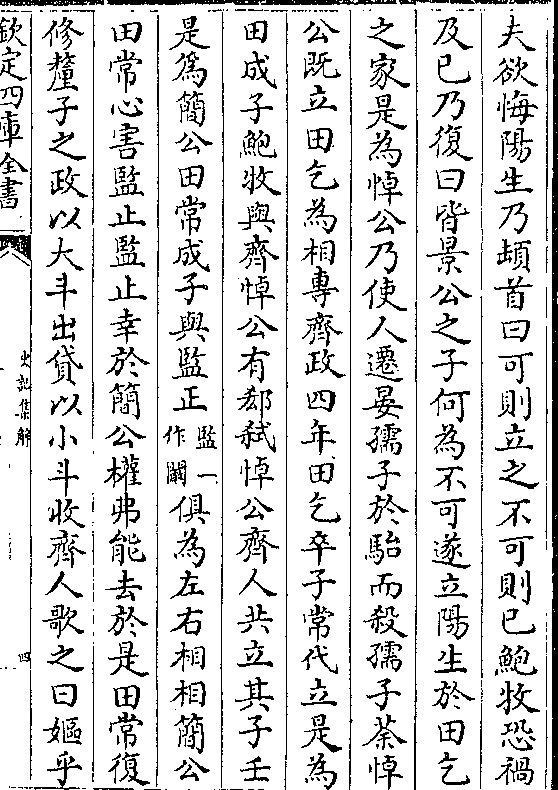 夫欲悔陽生乃頓首曰可則立之不可則已鮑牧恐禍
及已乃復曰皆景公之子何為不可遂立陽生於田乞
之家是為悼公乃使人遷晏孺子於駘而殺孺子荼悼
公既立田乞為相專齊政四年田乞卒子常代立是為
田成子鮑牧與齊悼公有郄弑悼公齊人共立其子壬
是為簡公田常成子與監正監一作闞俱為左右相相簡公
田常心害監止監止幸於簡公權弗能去於是田常復
修釐子之政以大斗出貸以小斗收齊人歌之曰嫗乎
欽定四庫全書
史記集解
四